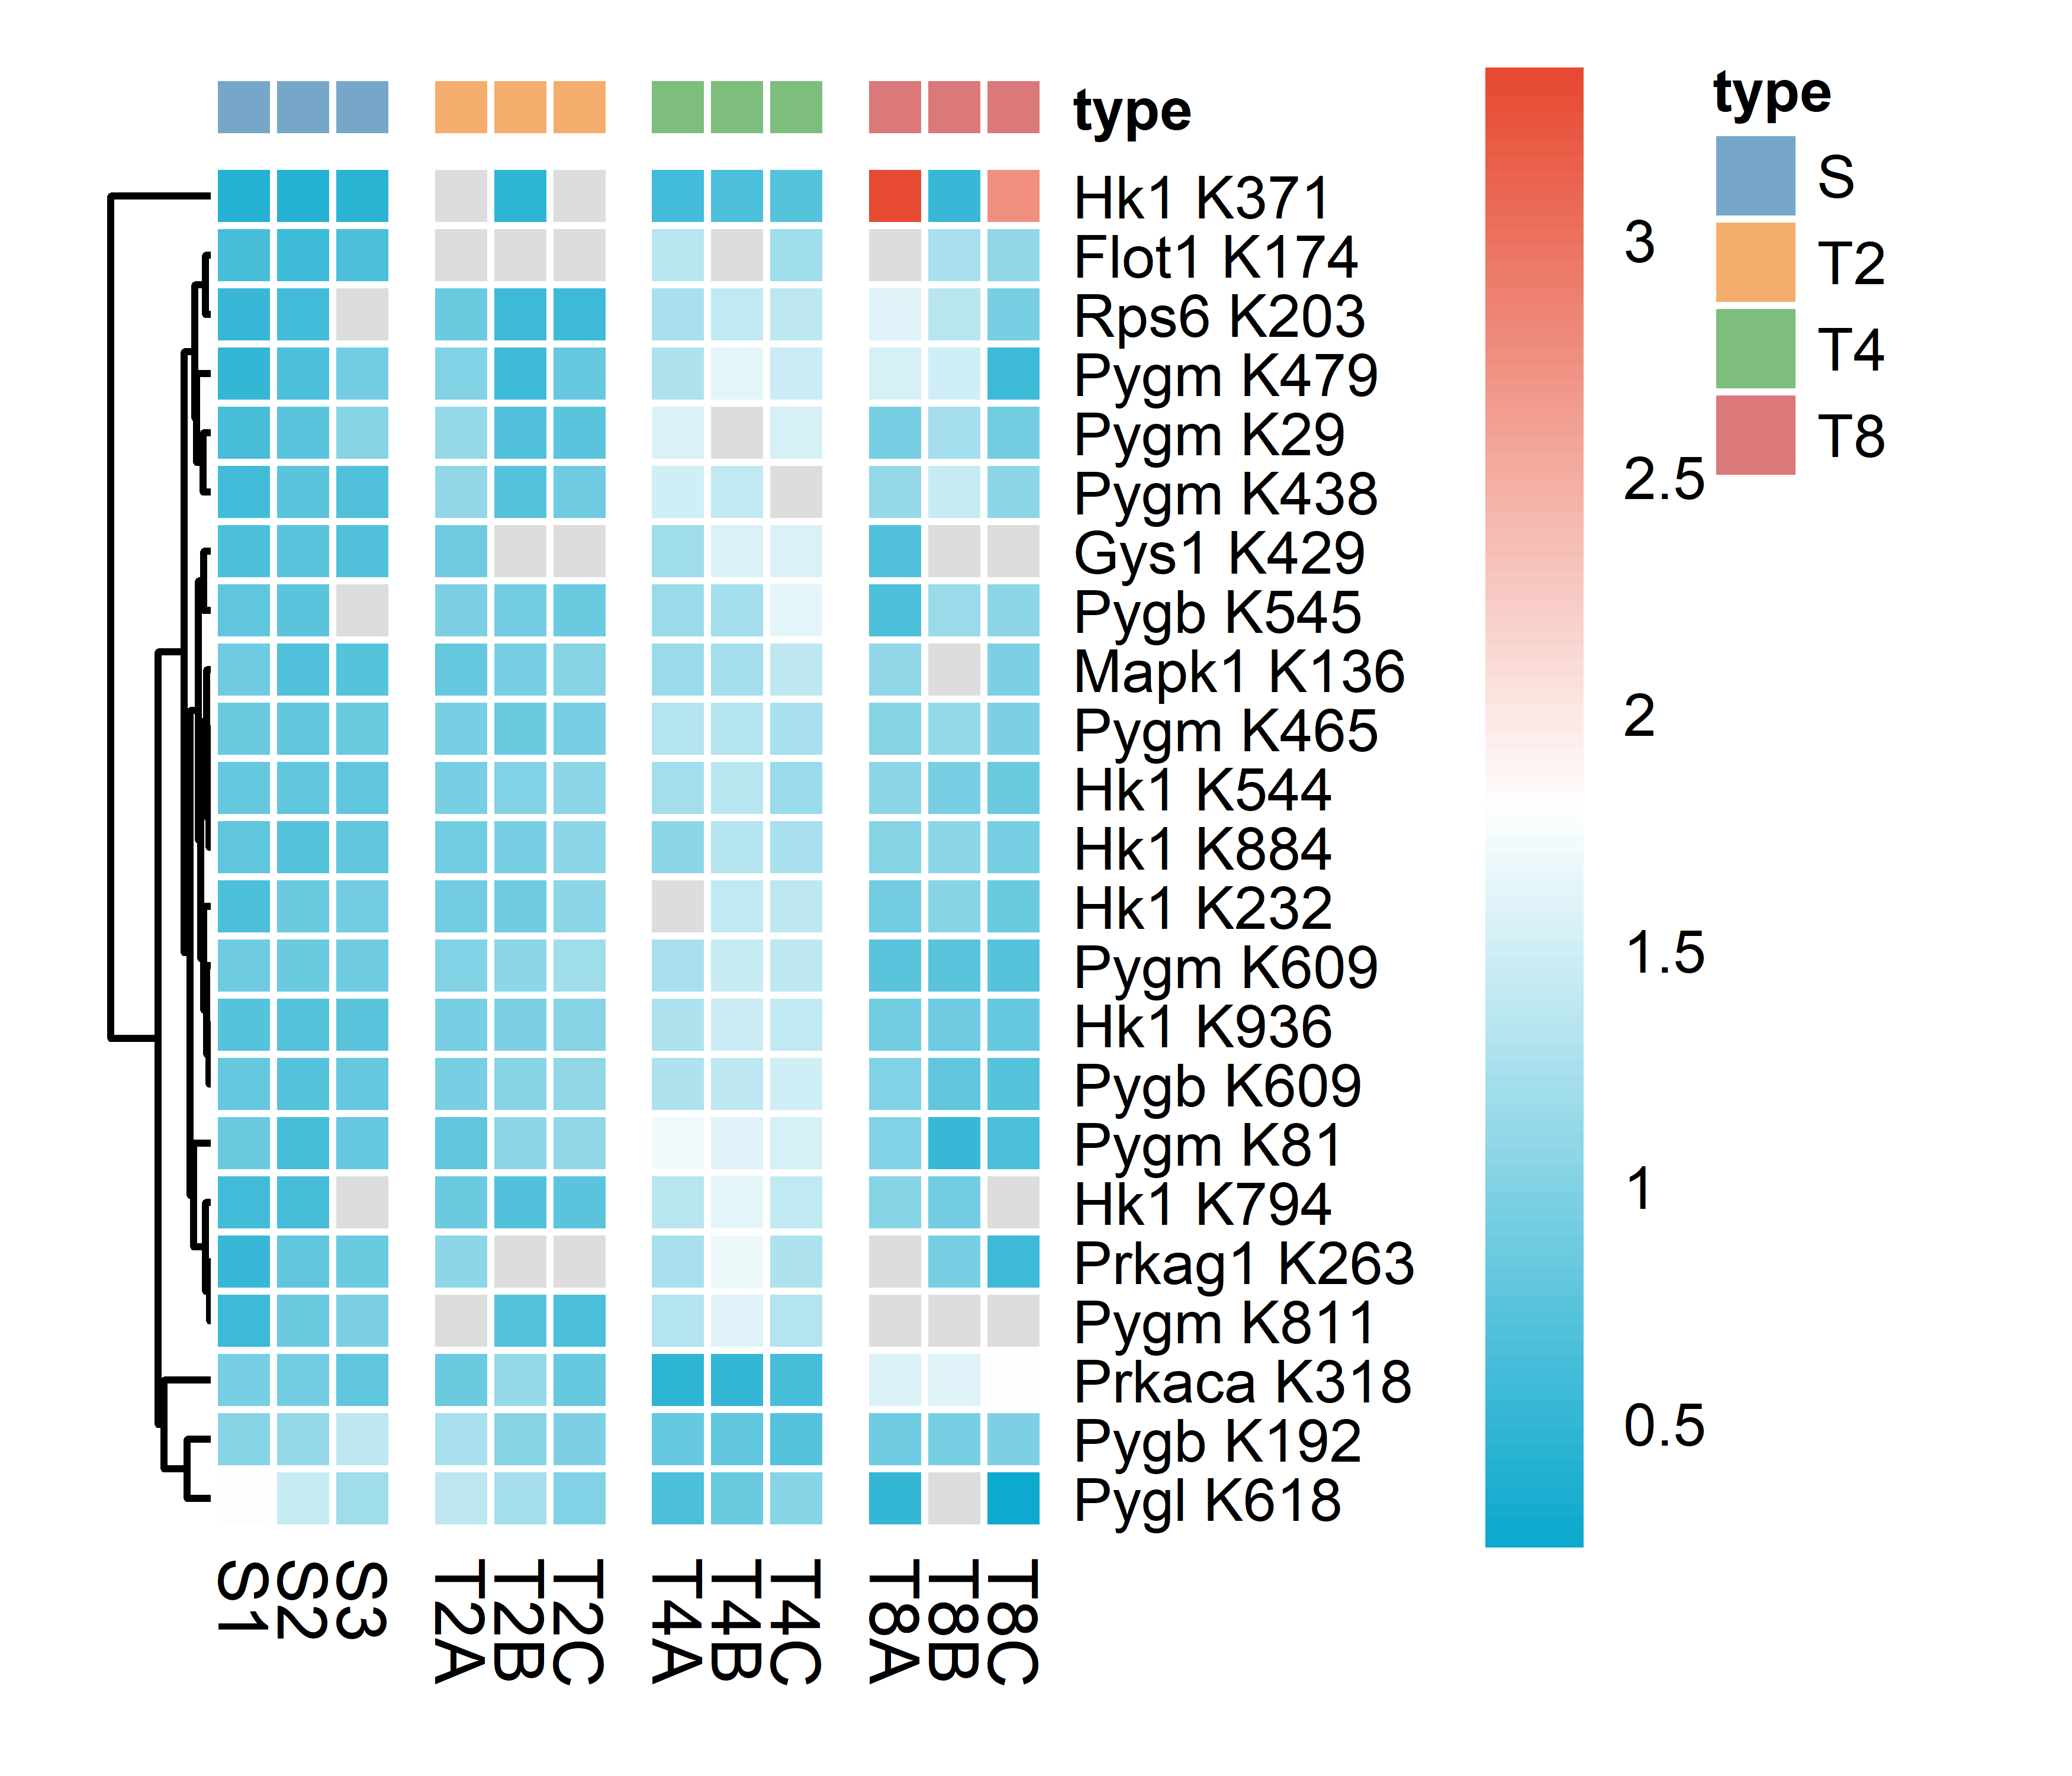 type
Hk1 K371
Flot1 K174
Rps6 K203
Pygm K479
Pygm K29
Pygm K438
Gys1 K429
Pygb K545
Mapk1 K136
Pygm K465
Hk1 K544
Hk1 K884
Hk1 K232
Pygm K609
Hk1 K936
Pygb K609
Pygm K81
Hk1 K794
Prkag1 K263
Pygm K811
Prkaca K318
Pygb K192
Pygl K618
S1
S2
S3
T2A
T2B
T2C
T4A
T4B
T4C
T8A
T8B
T8C
3
2.5
2
1.5
1
0.5
type
S
T2
T4
T8